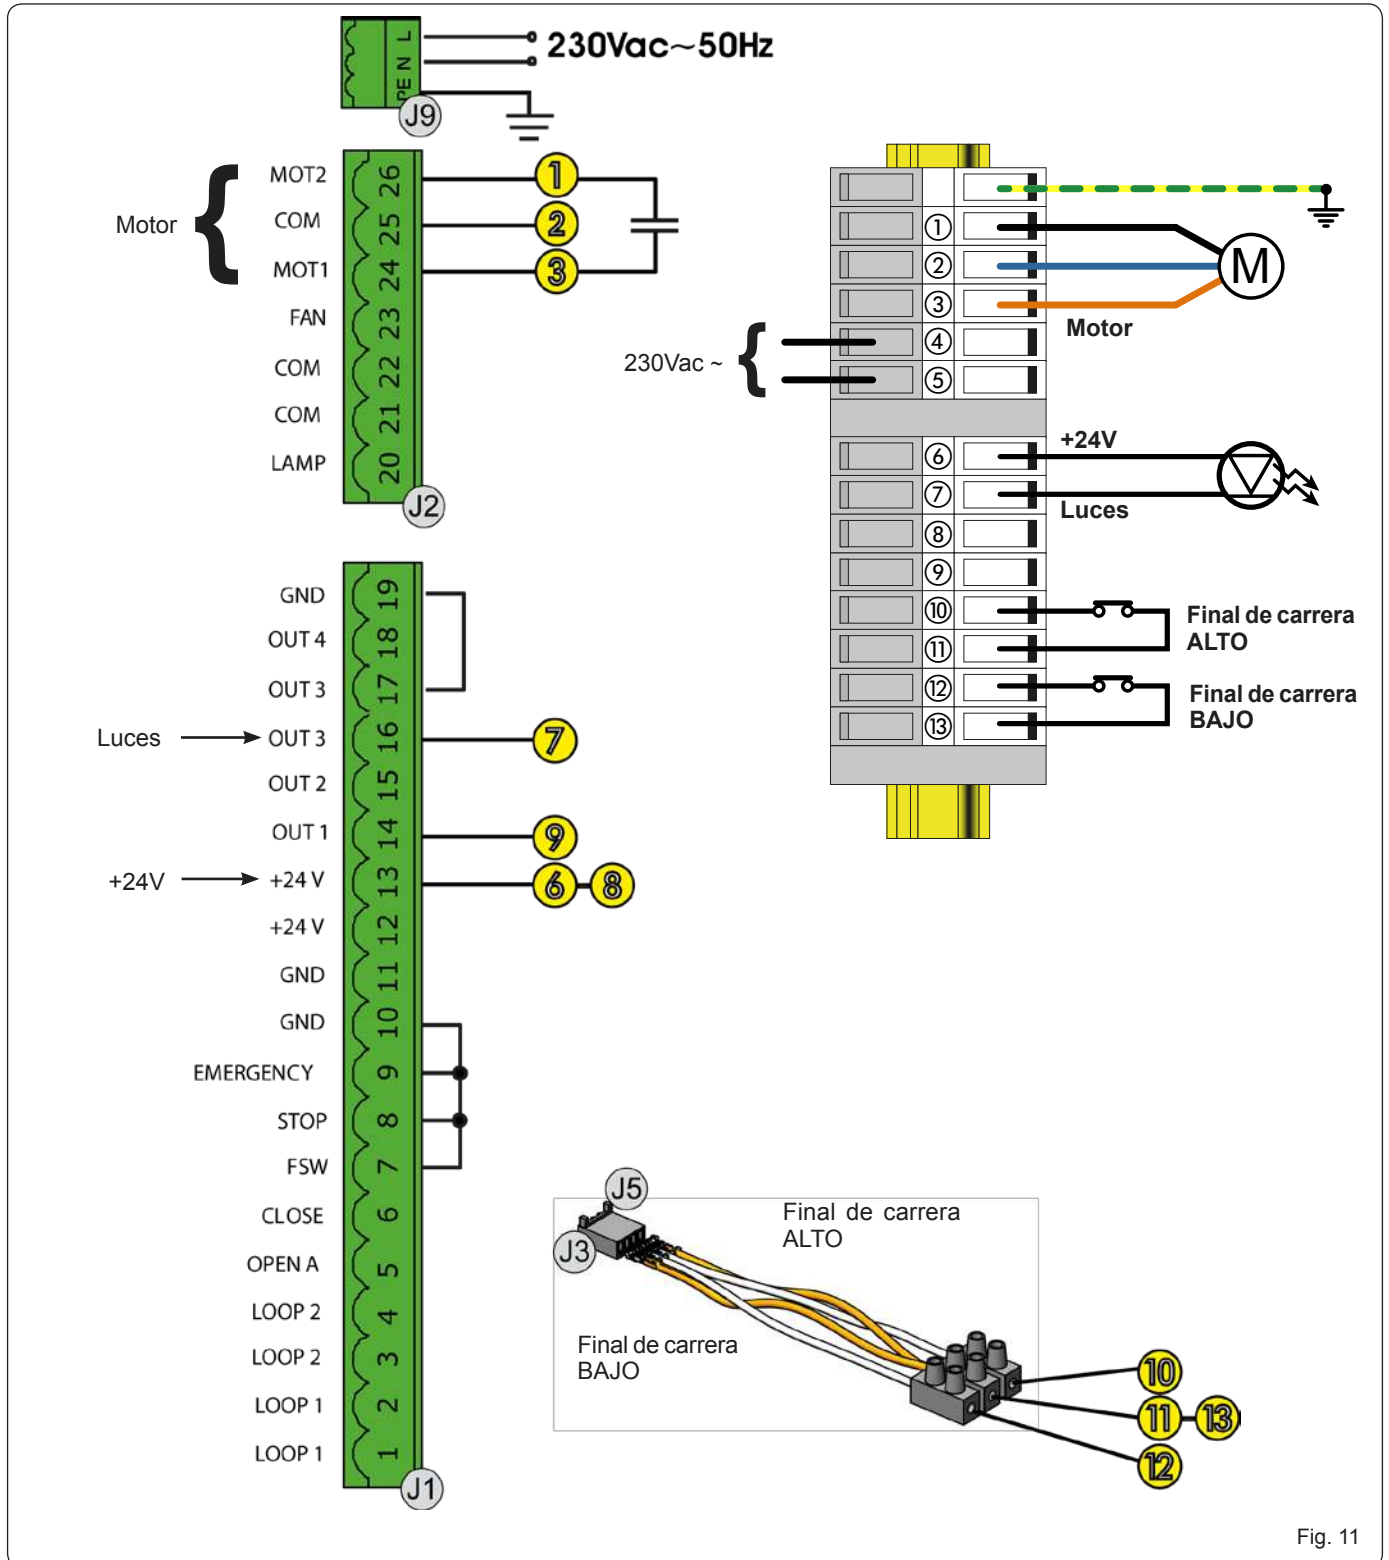 L
N
PE
230Vac~50Hz
J9
Motor
MOT2
26
1
COM
25
2
MOT1
24
3
FAN
23
COM
22
COM
21
LAMP
20
J2
1
2
3
4
5
M
Motor
230Vac ~
6
+24V
7
Luces
8
9
10
Final de carrera
ALTO
11
12
Final de carrera
BAJO
13
GND
19
OUT 4
18
OUT 3
17
Luces
OUT 3
16
7
OUT 2
15
OUT 1
14
9
+24V
+24 V
13
6
8
+24 V
12
GND
11
GND
10
EMERGENCY
9
STOP
8
FSW
7
CLOSE
6
OPEN A
5
LOOP 2
4
LOOP 2
3
LOOP 1
2
LOOP 1
1
J1
J5
J3
Final de carrera
ALTO
Final de carrera
BAJO
10
11
13
12
Fig. 11